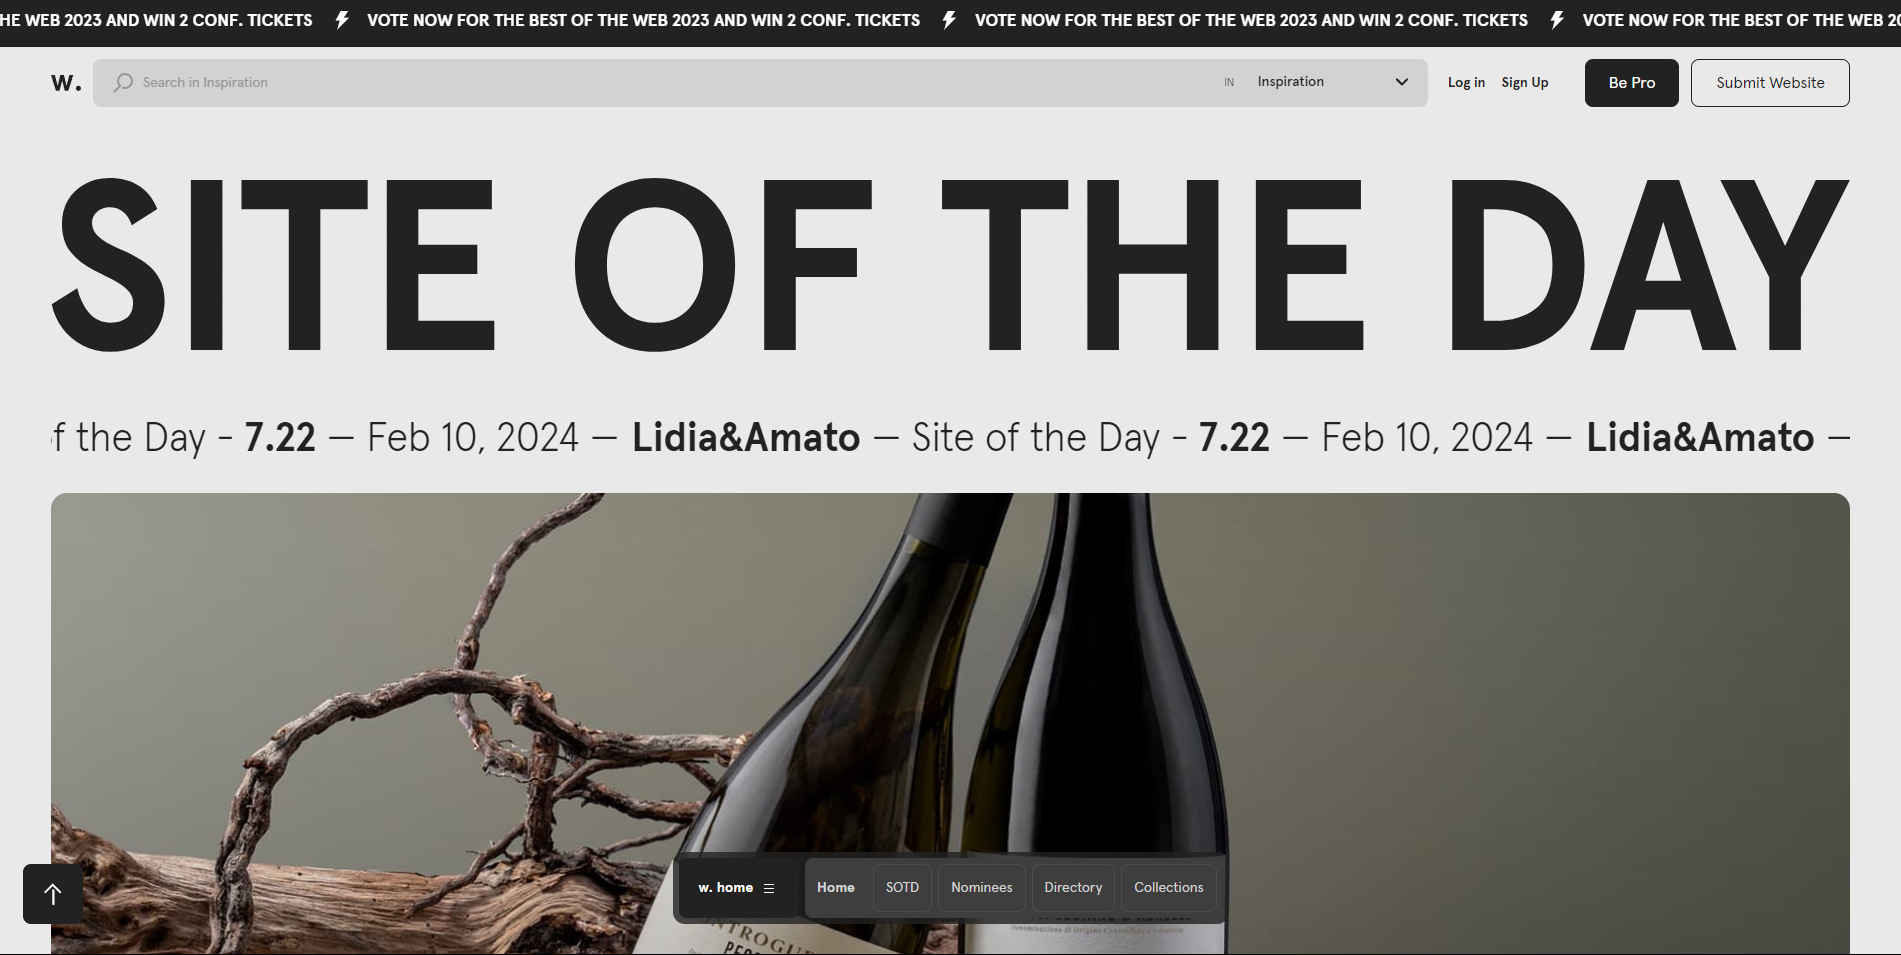 HE WEB 2023 AND WIN 2 CONF. TICKETS VOTE NOW FOR THE BEST OF THE WEB 2023 AND WIN 2 CONF. TICKETS VOTE NOW FOR THE BEST OF THE WEB 2023 AND WIN 2 CONF. TICKETS VOTE NOW FOR THE BEST OF THE WEB 20
w. Search in Inspiration IN Inspiration Log in Sign Up Be Pro Submit Website
SITE OF THE DAY
f the Day - 7.22 — Feb 10, 2024 — Lidia&Amato — Site of the Day - 7.22 — Feb 10, 2024 — Lidia&Amato —
w. home Home SOTD Nominees Directory Collections